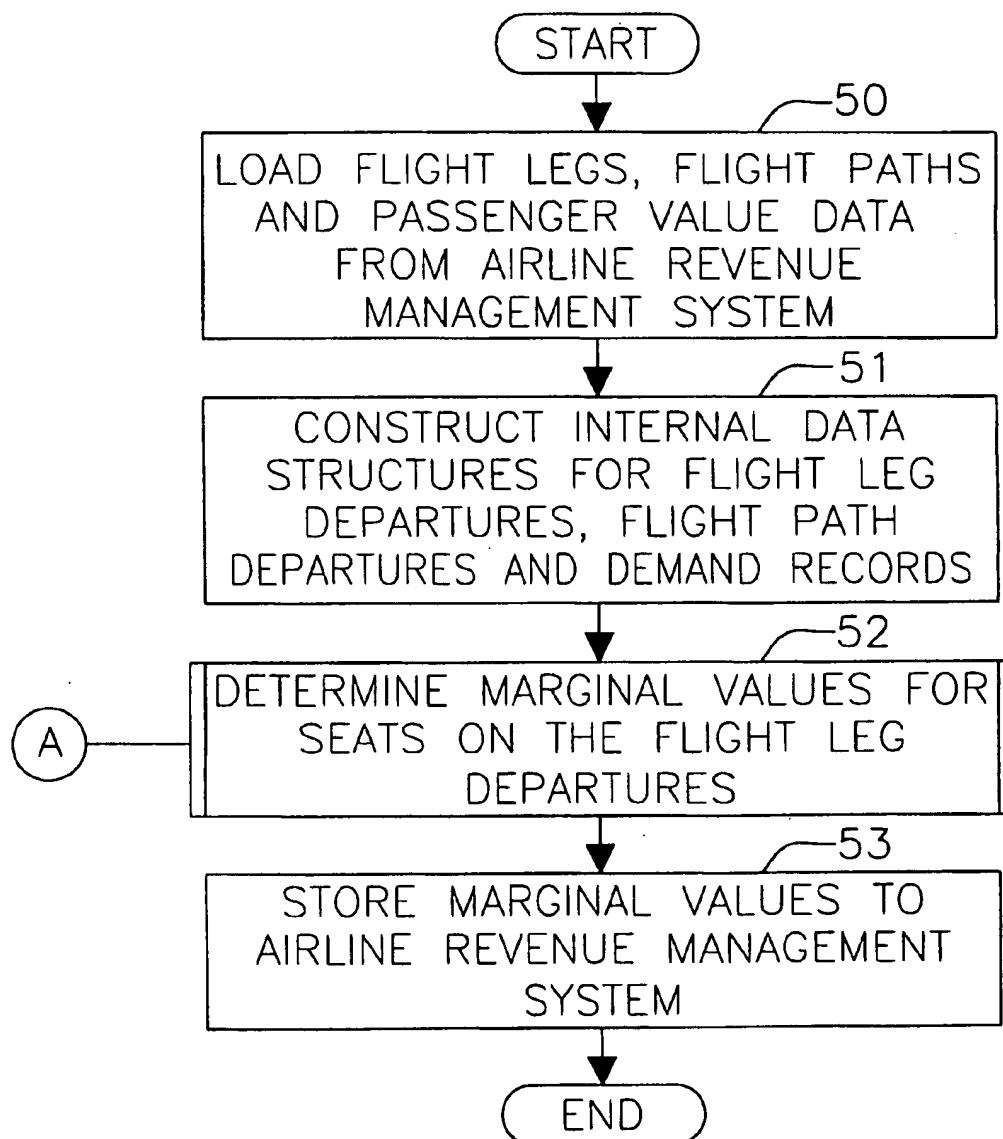 START
50
LOAD FLIGHT LEGS, FLIGHT PATHS
AND PASSENGER VALUE DATA
FROM AIRLINE REVENUE
MANAGEMENT SYSTEM
51
CONSTRUCT INTERNAL DATA
STRUCTURES FOR FLIGHT LEG
DEPARTURES, FLIGHT PATH
DEPARTURES AND DEMAND RECORDS
52
A
DETERMINE MARGINAL VALUES FOR
SEATS ON THE FLIGHT LEG
DEPARTURES
53
STORE MARGINAL VALUES TO
AIRLINE REVENUE MANAGEMENT
SYSTEM
END